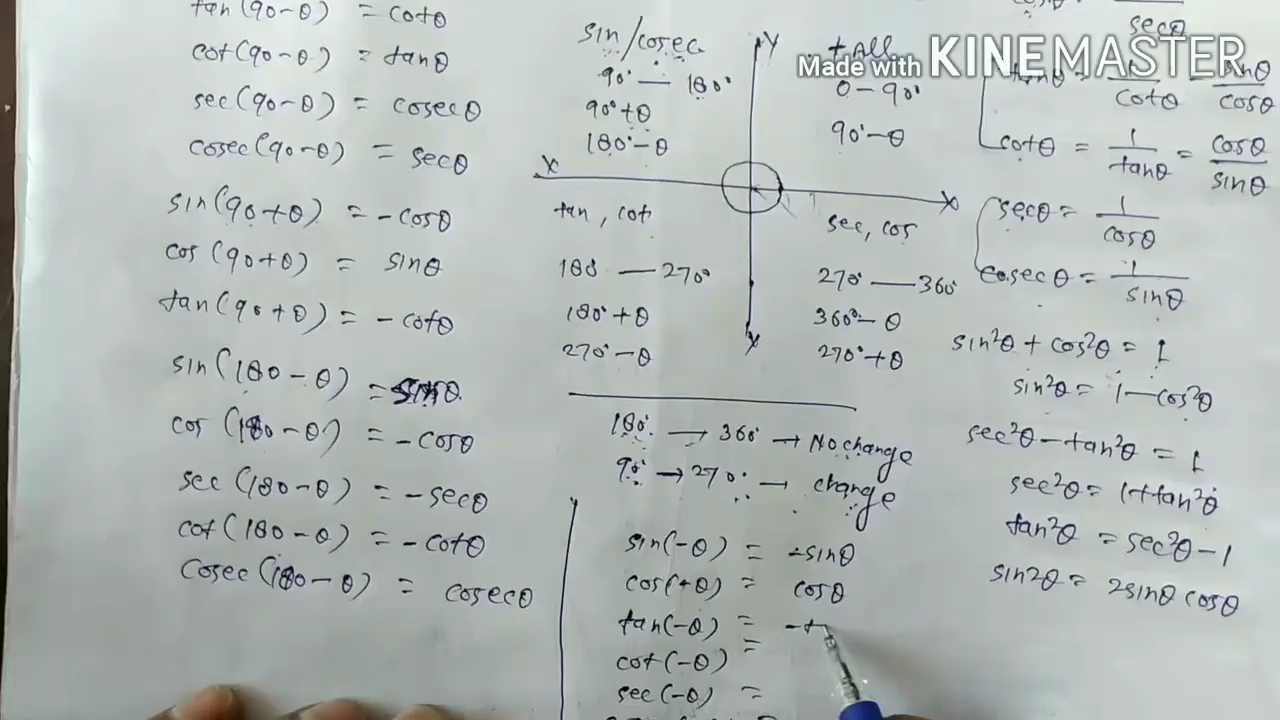 tan(90-θ) = cotθ
cot(90-θ) = tanθ
sec(90-θ) = cosecθ
cosec(90-θ) = secθ
sin(90+θ) = -cosθ
cos(90+θ) = sinθ
tan(90+θ) = -cotθ
sin(180-θ) = sinθ
cos(180-θ) = -cosθ
sec(180-θ) = -secθ
cot(180-θ) = -cotθ
cosec(180-θ) = cosecθ
sin/cosec
90° — 180°
90°+θ
180°-θ
Y
+ All
0 - 90°
90°-θ
X
X
tan, cot
180 — 270°
180°+θ
270°-θ
sec, cos
270° — 360°
360°-θ
270°+θ
Y
180° → 360° → No change
90° → 270° → change
sin(-θ) = -sinθ
cos(+θ) = cosθ
tan(-θ) = -t
cot(-θ) =
sec(-θ) =
Made with KINEMASTER
secθ
tanθ = 1/cotθ = sinθ/cosθ
cotθ = 1/tanθ = cosθ/sinθ
secθ = 1/cosθ
cosecθ = 1/sinθ
sin²θ + cos²θ = 1
sin²θ = 1-cos²θ
sec²θ-tan²θ = 1
sec²θ = 1+tan²θ
tan²θ = sec²θ-1
sin2θ = 2sinθ cosθ